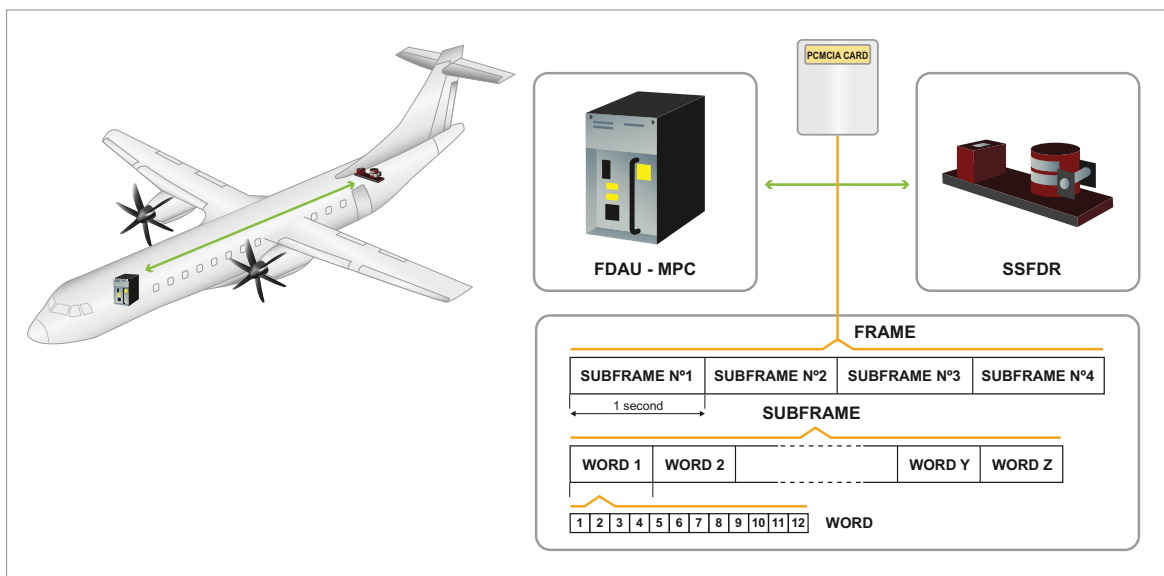 PCMCIA CARD
FDAU - MPC
SSFDR
FRAME
SUBFRAME Nº1 SUBFRAME Nº2 SUBFRAME Nº3 SUBFRAME Nº4
1 second
SUBFRAME
WORD 1 WORD 2 WORD Y WORD Z
1 2 3 4 5 6 7 8 9 10 11 12 WORD